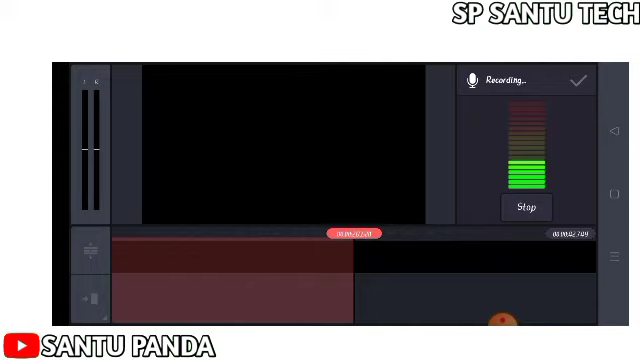 SP SANTU TECH
L R
Recording...
Stop
SANTU PANDA